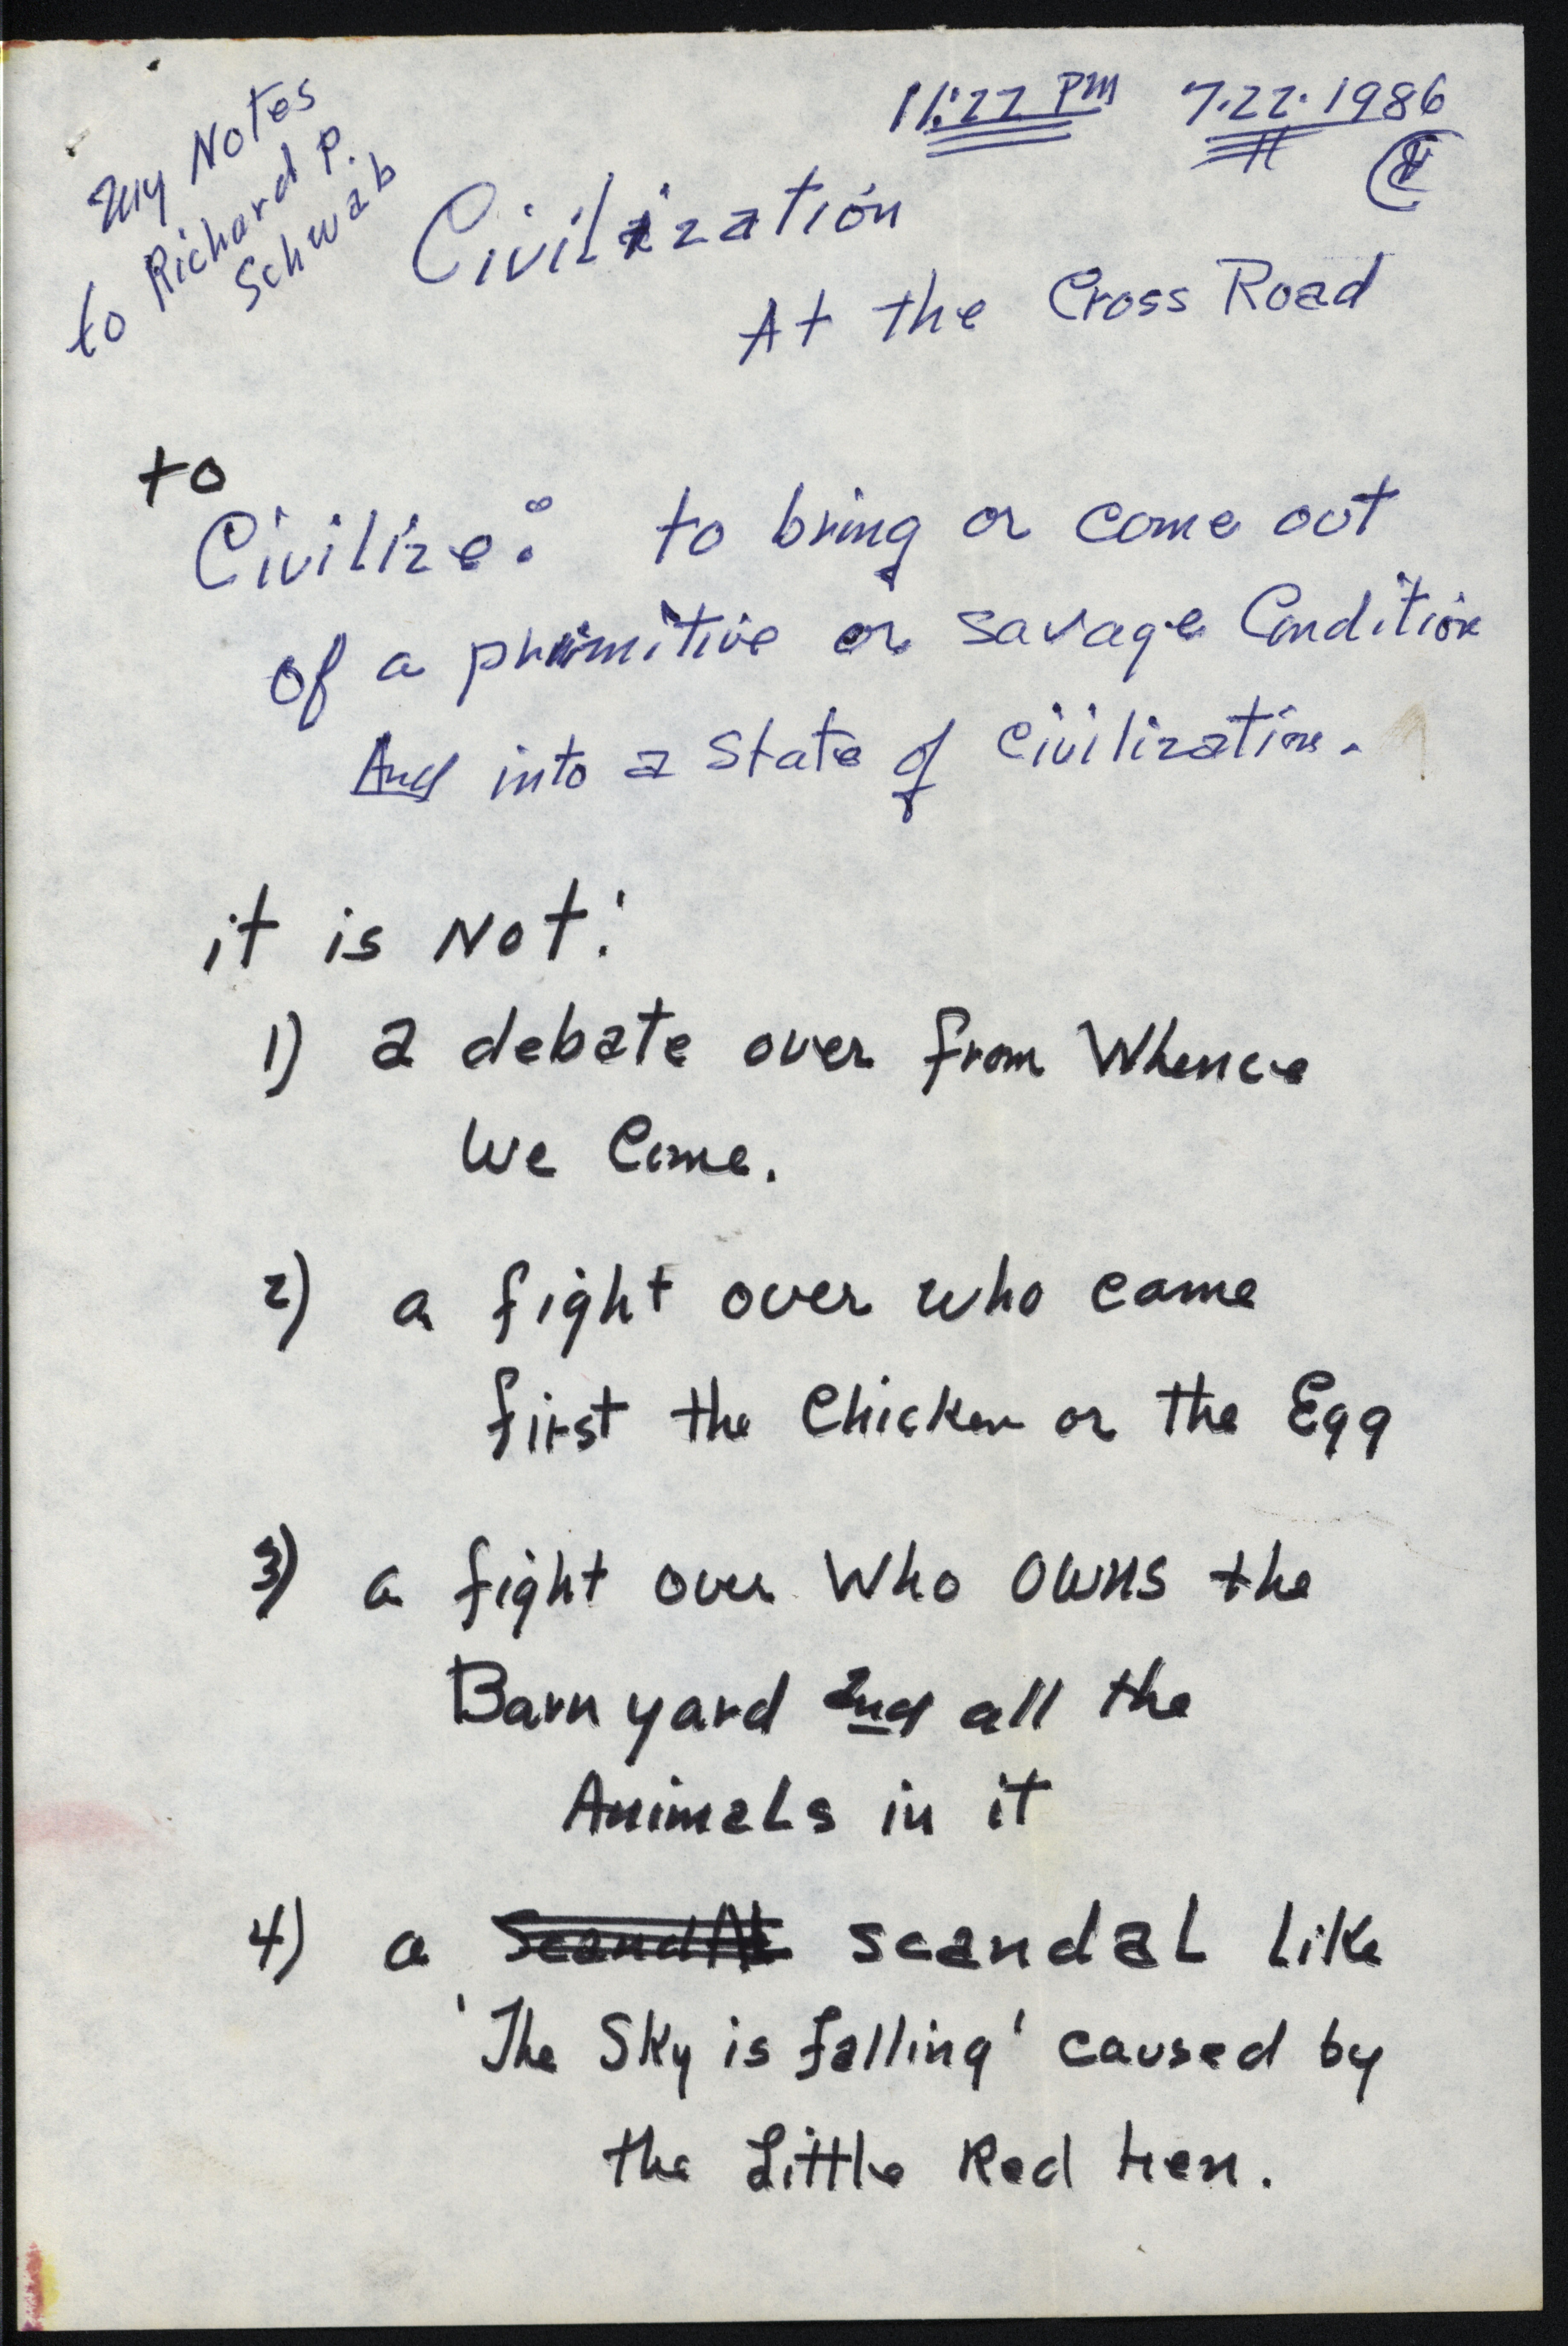 My Notes
to Richard P.
Schwab
11:22 PM 7.22.1986
Civilization
At the Cross Road
to
Civilize: to bring or come out
of a primitive or savage Condition
And into a State of Civilization.
it is Not:
1) a debate over from Whence
We Come.
2) a fight over who came
first the Chicken or the Egg
3) a fight over Who OWNS the
Barn yard and all the
AnimaLs in it
4) a ScandAL scandaL Like
'The Sky is falling' caused by
the Little Red Hen.